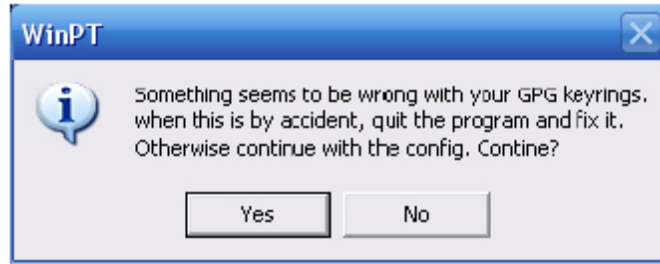 WinPT
Something seems to be wrong with your GPG keyrings.
when this is by accident, quit the program and fix it.
Otherwise continue with the config. Contine?
Yes
No